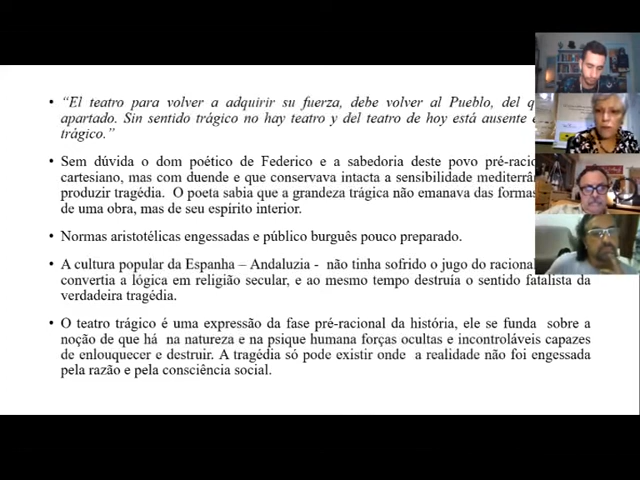 • “El teatro para volver a adquirir su fuerza, debe volver al Pueblo, del q
apartado. Sin sentido trágico no hay teatro y del teatro de hoy está ausente
trágico.”
• Sem dúvida o dom poético de Federico e a sabedoria deste povo pré-racio
cartesiano, mas com duende e que conservava intacta a sensibilidade mediterrân
produzir tragédia. O poeta sabia que a grandeza trágica não emanava das formas
de uma obra, mas de seu espírito interior.
• Normas aristotélicas engessadas e público burguês pouco preparado.
• A cultura popular da Espanha – Andaluzia - não tinha sofrido o jugo do racional
convertia a lógica em religião secular, e ao mesmo tempo destruía o sentido fatalista da
verdadeira tragédia.
• O teatro trágico é uma expressão da fase pré-racional da história, ele se funda sobre a
noção de que há na natureza e na psique humana forças ocultas e incontroláveis capazes
de enlouquecer e destruir. A tragédia só pode existir onde a realidade não foi engessada
pela razão e pela consciência social.